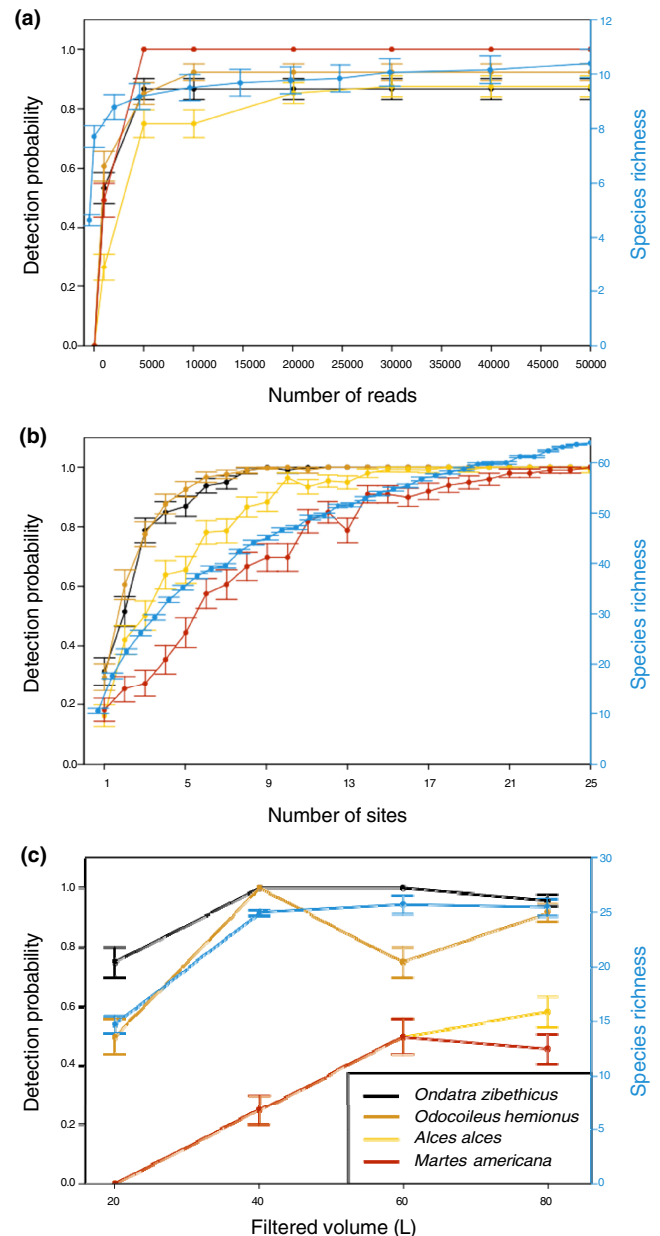 (a)
12
10
8
6
4
2
0
1.0
0.8
0.6
0.4
0.2
0.0
Detection probability
Species richness
0 5000 10000 20000 30000 40000 50000
Number of reads
(b)
1.0
0.8
0.6
0.4
0.2
0.0
60
50
40
30
20
10
0
Detection probability
Species richness
1 5 9 13 17 21 25
Number of sites
(c)
1.0
0.8
0.6
0.4
0.2
0.0
30
25
20
15
10
5
0
Detection probability
Species richness
Ondatra zibethicus
Odocoileus hemionus
Alces alces
Martes americana
20 40 60 80
Filtered volume (L)